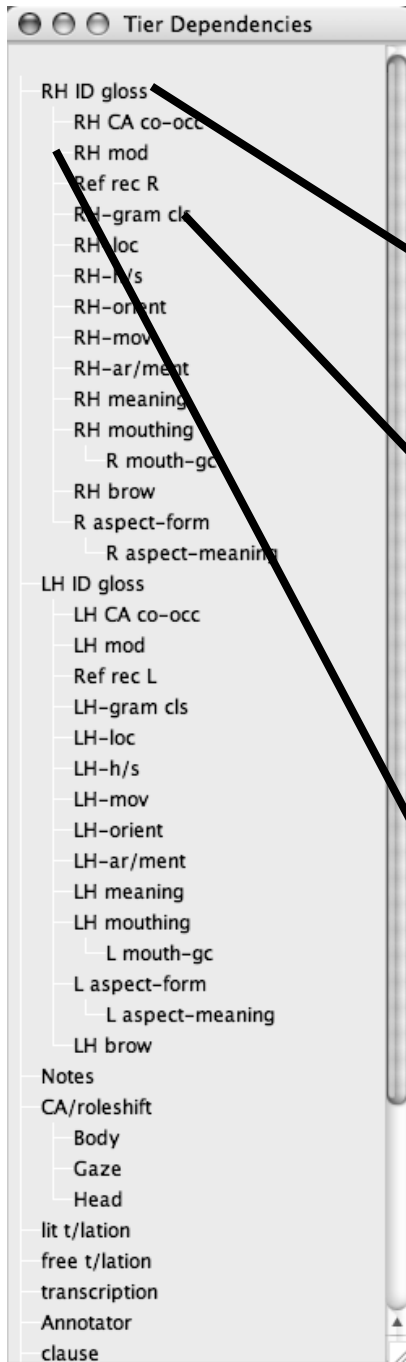 Tier Dependencies
RH ID gloss
RH CA co-occ
RH mod
Ref rec R
RH-gram cls
RH-loc
RH-h/s
RH-orient
RH-mov
RH-ar/ment
RH meaning
RH mouthing
R mouth-gc
RH brow
R aspect-form
R aspect-meaning
LH ID gloss
LH CA co-occ
LH mod
Ref rec L
LH-gram cls
LH-loc
LH-h/s
LH-mov
LH-orient
LH-ar/ment
LH meaning
LH mouthing
L mouth-gc
L aspect-form
L aspect-meaning
LH brow
Notes
CA/roleshift
Body
Gaze
Head
lit t/lation
free t/lation
transcription
Annotator
clause